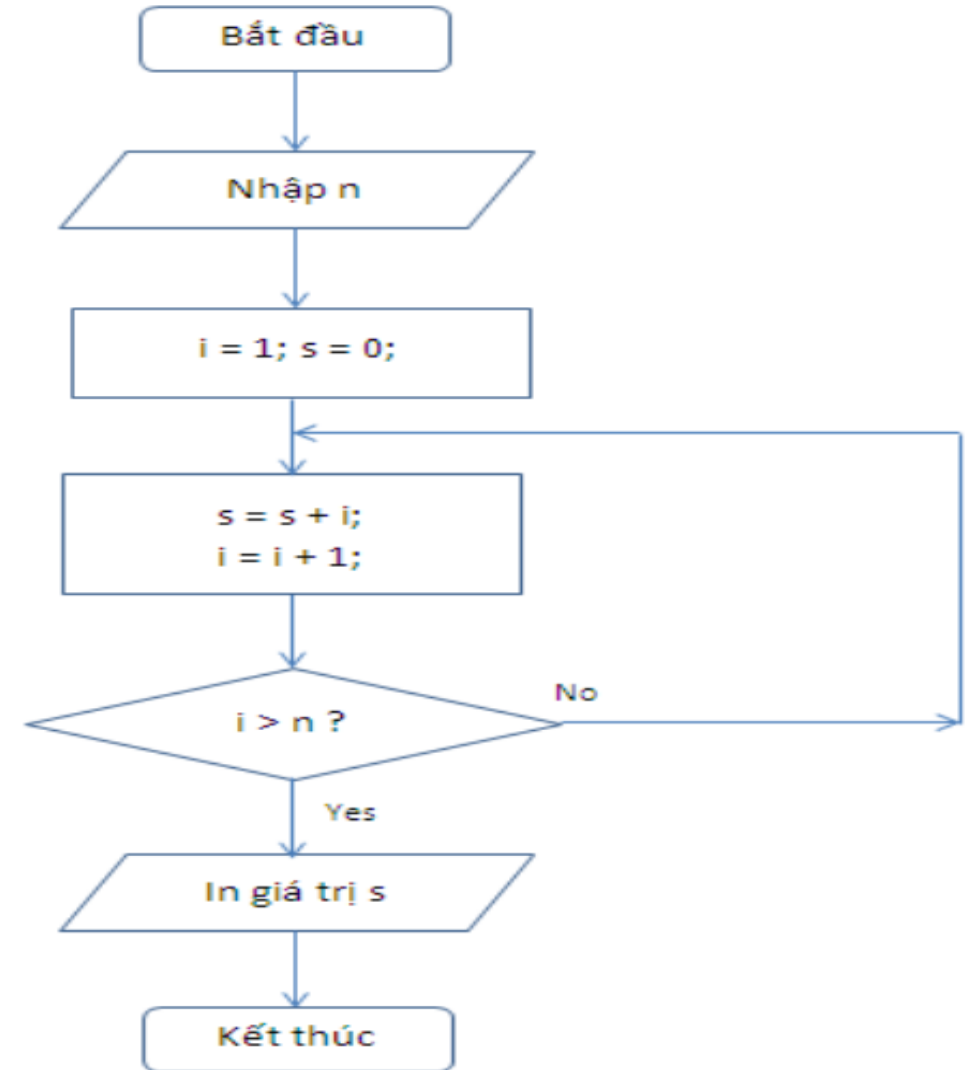 Bắt đầu
Nhập n
i = 1; s = 0;
s = s + i;
i = i + 1;
i > n ?
No
Yes
In giá trị s
Kết thúc